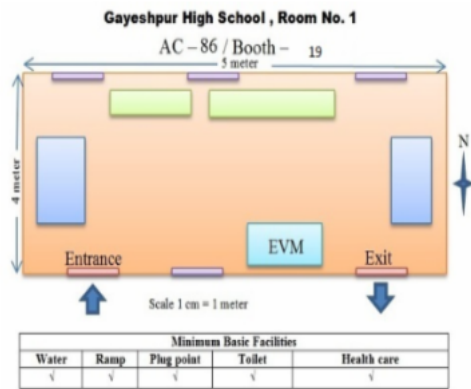 Gayeshpur High School , Room No. 1
AC – 86 / Booth – 19
5 meter
4 meter
N
Entrance
EVM
Exit
Scale 1 cm = 1 meter
Minimum Basic Facilities
Water Ramp Plug point Toilet Health care
√ √ √ √ √